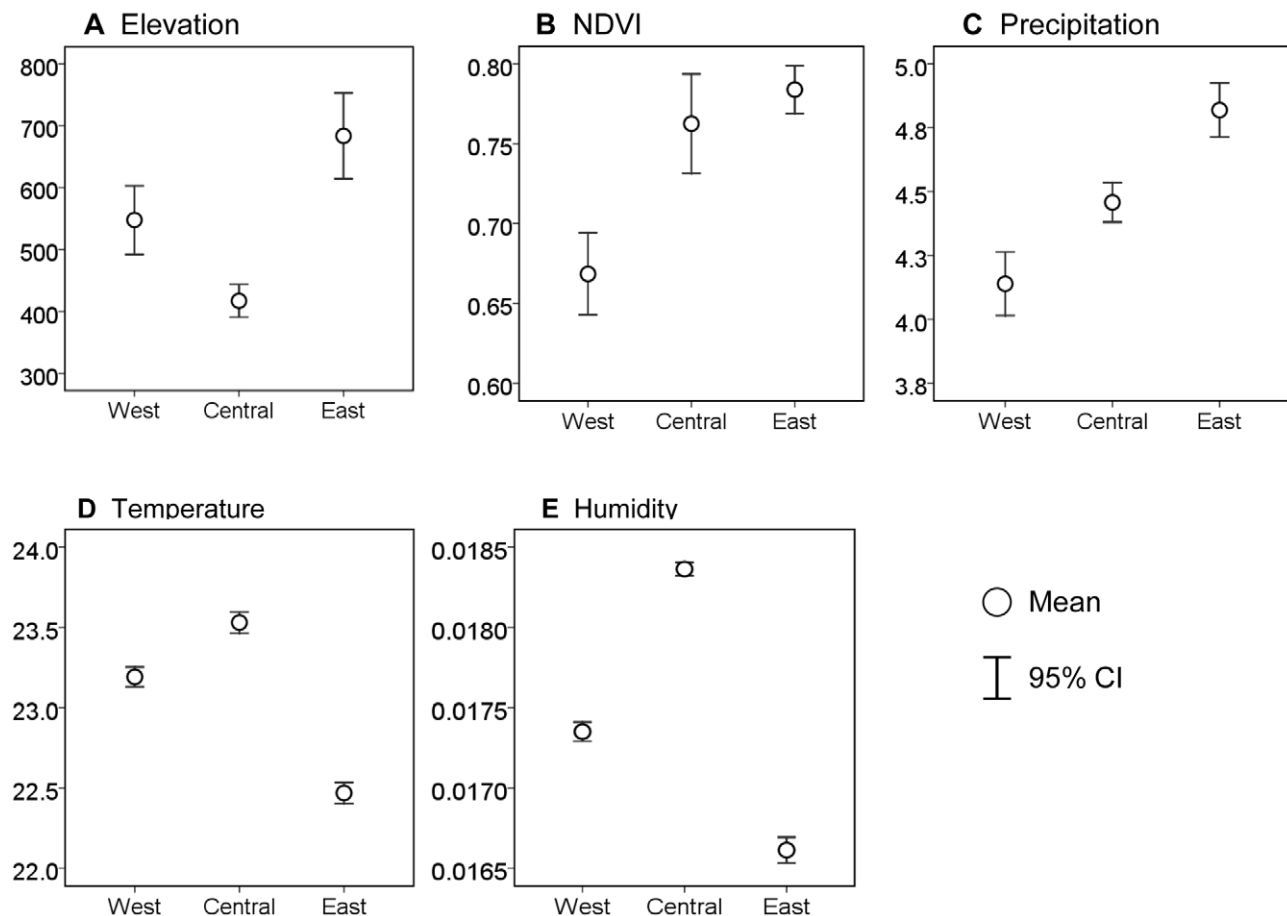 A Elevation
800
700
600
500
400
300
West Central East
B NDVI
0.80
0.75
0.70
0.65
0.60
West Central East
C Precipitation
5.0
4.8
4.5
4.3
4.0
3.8
West Central East
D Temperature
24.0
23.5
23.0
22.5
22.0
West Central East
E Humidity
0.0185
0.0180
0.0175
0.0170
0.0165
West Central East
Mean
95% CI